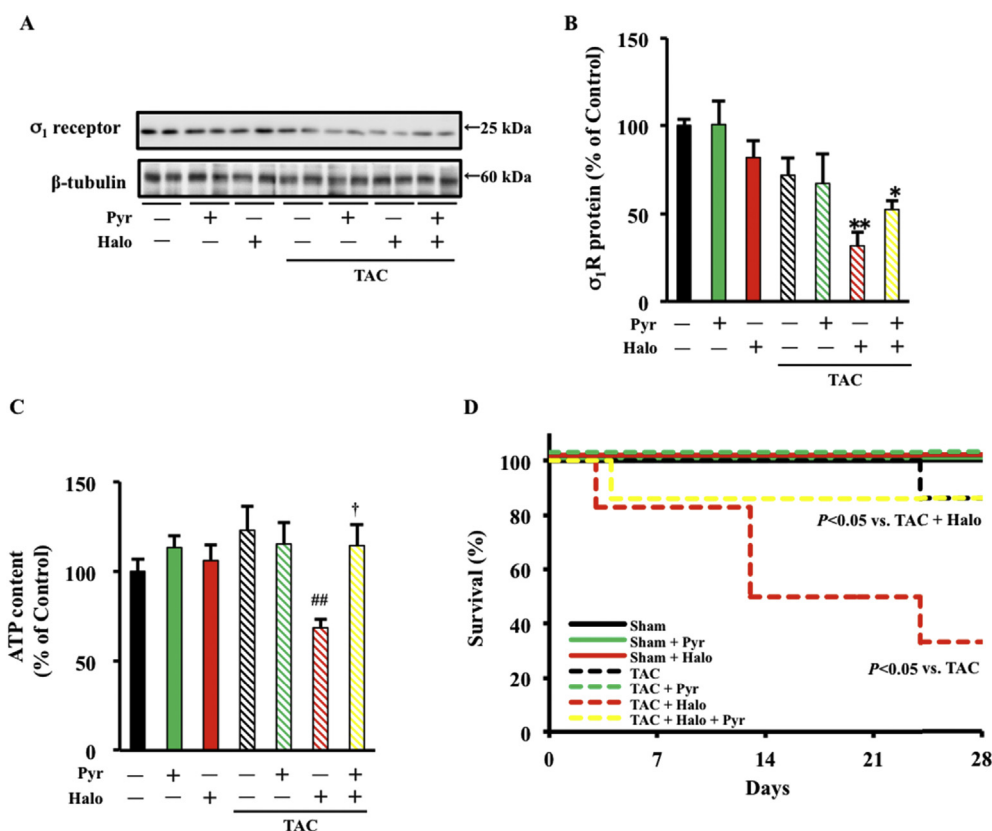 A
σ1 receptor
←25 kDa
β-tubulin
←60 kDa
Pyr — + — — + — +
Halo — — + — — + +
TAC
B
σ1R protein (% of Control)
150
100
50
0
**
*
Pyr — + — — + — +
Halo — — + — — + +
TAC
C
ATP content
(% of Control)
150
100
50
0
##
†
Pyr — + — — + — +
Halo — — + — — + +
TAC
D
Survival (%)
100
80
60
40
20
0
P<0.05 vs. TAC + Halo
P<0.05 vs. TAC
Sham
Sham + Pyr
Sham + Halo
TAC
TAC + Pyr
TAC + Halo
TAC + Halo + Pyr
0 7 14 21 28
Days